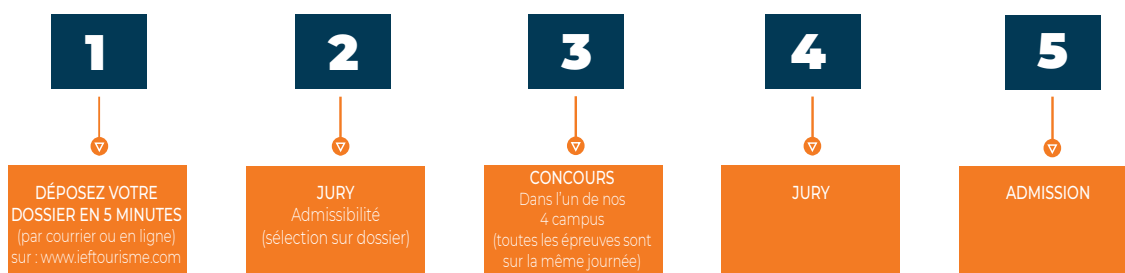 1
DÉPOSEZ VOTRE
DOSSIER EN 5 MINUTES
(par courrier ou en ligne)
sur : www.ieftourisme.com
2
JURY
Admissibilité
(sélection sur dossier)
3
CONCOURS
Dans l'un de nos
4 campus
(toutes les épreuves sont
sur la même journée)
4
JURY
5
ADMISSION